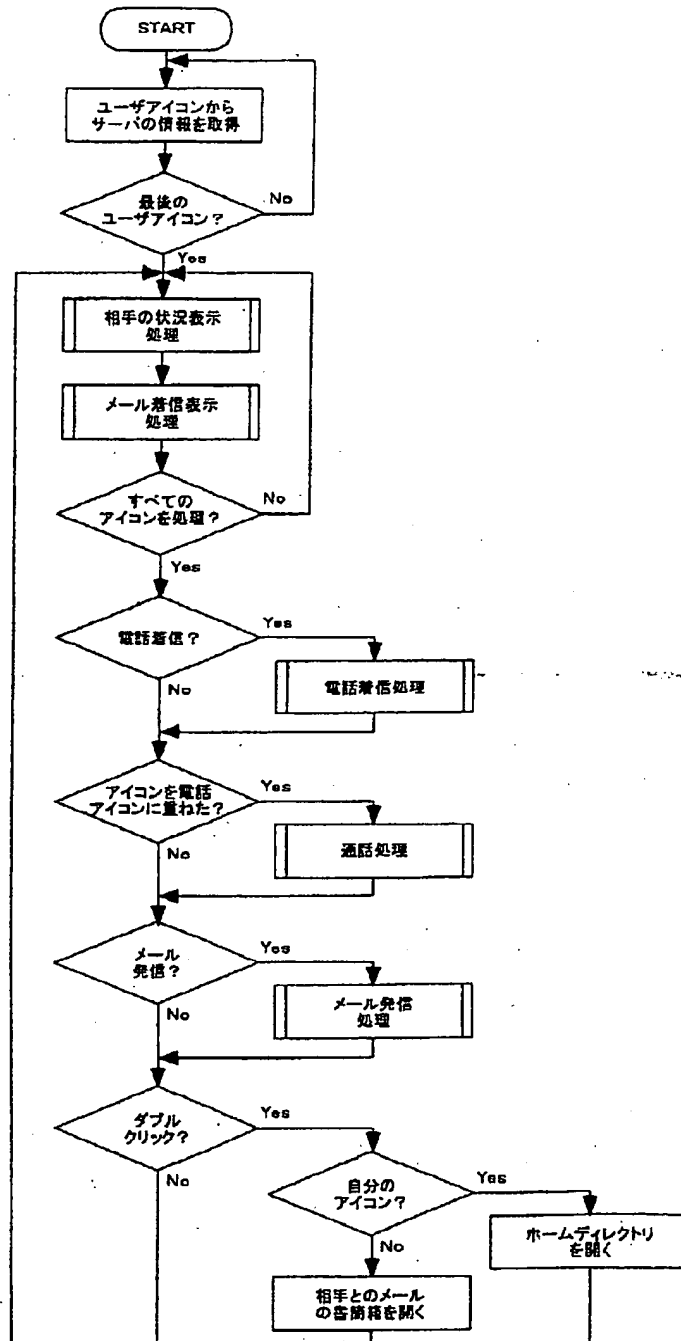 START
ユーザアイコンから
サーバの情報を取得
最後の
ユーザアイコン？
No
Yes
相手の状況表示
処理
メール着信表示
処理
すべての
アイコンを処理？
No
Yes
電話着信？
Yes
電話着信処理
No
アイコンを電話
アイコンに重ねた？
Yes
通話処理
No
メール
発信？
Yes
メール発信
処理
No
ダブル
クリック？
Yes
No
自分の
アイコン？
Yes
ホームディレクトリ
を開く
No
相手とのメール
の書簡箱を開く